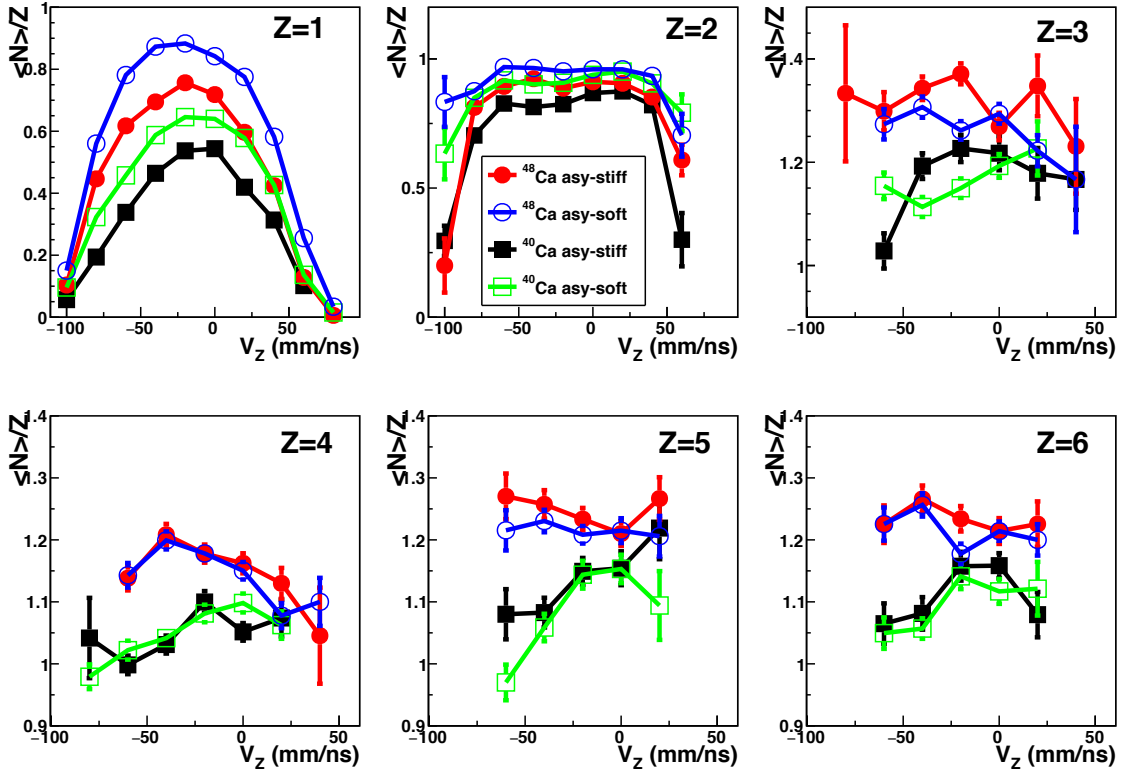 <N>/Z
Z=1
1
0.8
0.6
0.4
0.2
0
−100
−50
0
50
V_Z (mm/ns)
<N>/Z
Z=2
1
0.5
0
−100
−50
0
50
V_Z (mm/ns)
⁴⁸Ca asy-stiff
⁴⁸Ca asy-soft
⁴⁰Ca asy-stiff
⁴⁰Ca asy-soft
<N>/Z
Z=3
1.4
1.2
1
−100
−50
0
50
V_Z (mm/ns)
<N>/Z
Z=4
1.4
1.3
1.2
1.1
1
0.9
−100
−50
0
50
V_Z (mm/ns)
<N>/Z
Z=5
1.4
1.3
1.2
1.1
1
0.9
−100
−50
0
50
V_Z (mm/ns)
<N>/Z
Z=6
1.4
1.3
1.2
1.1
1
0.9
−100
−50
0
50
V_Z (mm/ns)